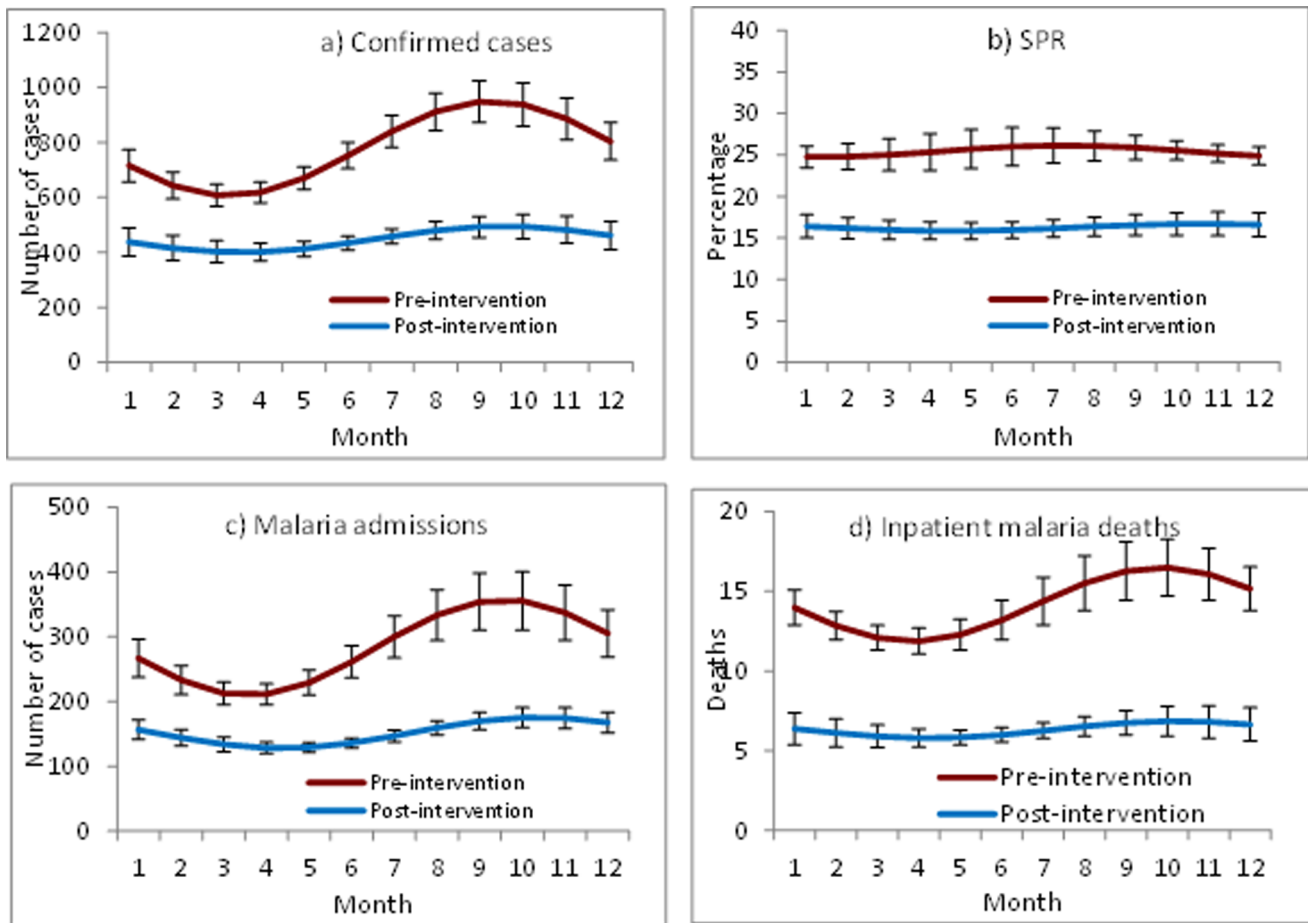 a) Confirmed cases
Number of cases
1200
1000
800
600
400
200
0
Pre-intervention
Post-intervention
1 2 3 4 5 6 7 8 9 10 11 12
Month
b) SPR
Percentage
40
35
30
25
20
15
10
5
0
Pre-intervention
Post-intervention
1 2 3 4 5 6 7 8 9 10 11 12
Month
c) Malaria admissions
Number of cases
500
400
300
200
100
0
Pre-intervention
Post-intervention
1 2 3 4 5 6 7 8 9 10 11 12
Month
d) Inpatient malaria deaths
Deaths
20
15
10
5
0
Pre-intervention
Post-intervention
1 2 3 4 5 6 7 8 9 10 11 12
Month